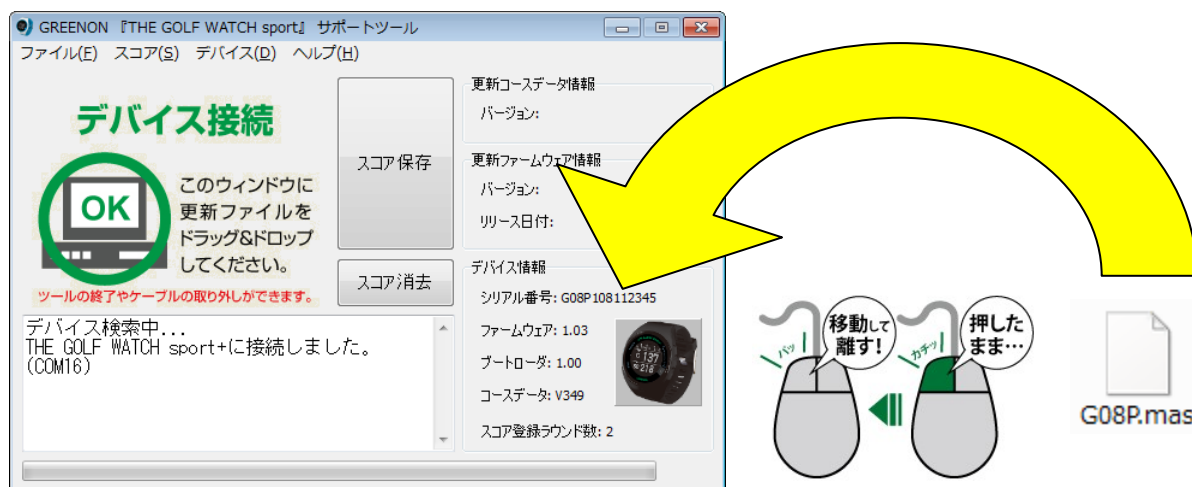 GREENON 『THE GOLF WATCH sport』 サポートツール
ファイル(F) スコア(S) デバイス(D) ヘルプ(H)
デバイス接続
OK
このウィンドウに
更新ファイルを
ドラッグ&ドロップ
してください。
ツールの終了やケーブルの取り外しができます。
スコア保存
スコア消去
更新コースデータ情報
バージョン:
更新ファームウェア情報
バージョン:
リリース日付:
デバイス情報
シリアル番号: G08P108112345
ファームウェア: 1.03
ブートローダ: 1.00
コースデータ: V349
スコア登録ラウンド数: 2
デバイス検索中...
THE GOLF WATCH sport+に接続しました。
(COM16)
移動して
離す!
パッ
押した
まま…
カチッ
G08P.mas